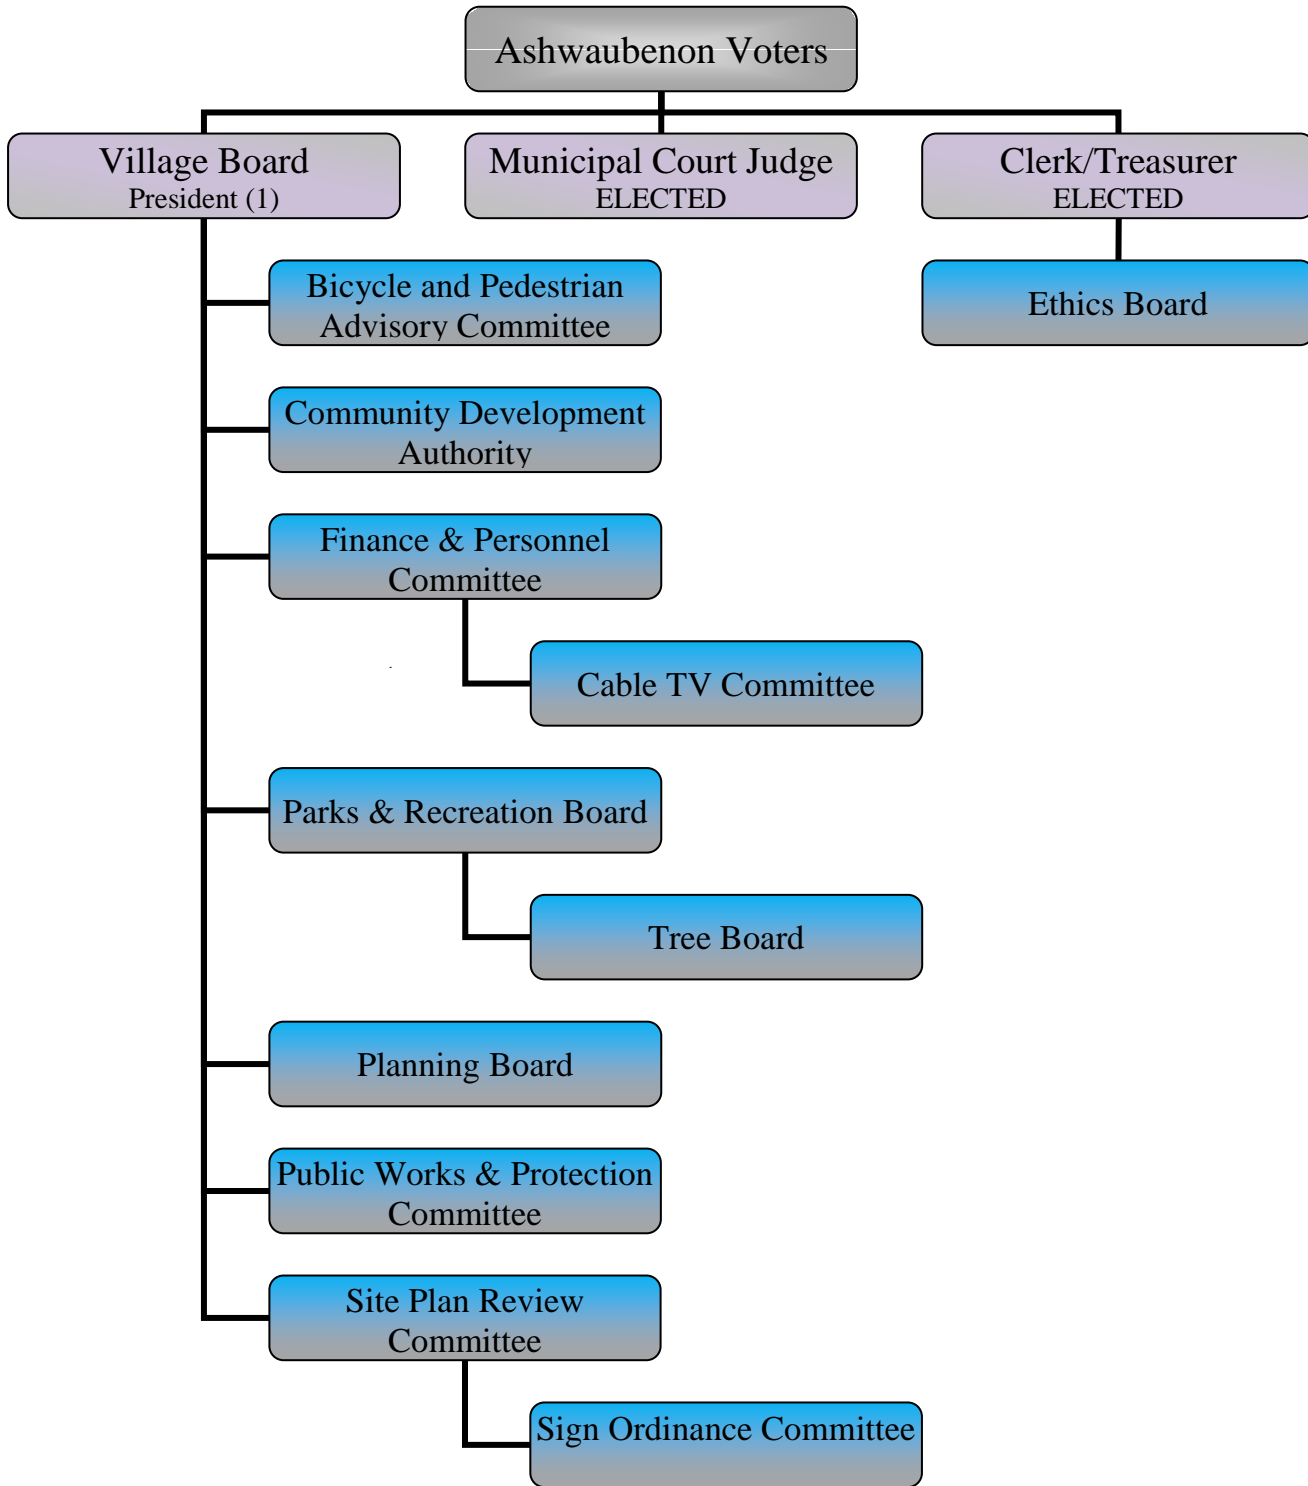 Ashwaubenon Voters
Village Board
President (1)
Municipal Court Judge
ELECTED
Clerk/Treasurer
ELECTED
Bicycle and Pedestrian
Advisory Committee
Ethics Board
Community Development
Authority
Finance & Personnel
Committee
Cable TV Committee
Parks & Recreation Board
Tree Board
Planning Board
Public Works & Protection
Committee
Site Plan Review
Committee
Sign Ordinance Committee